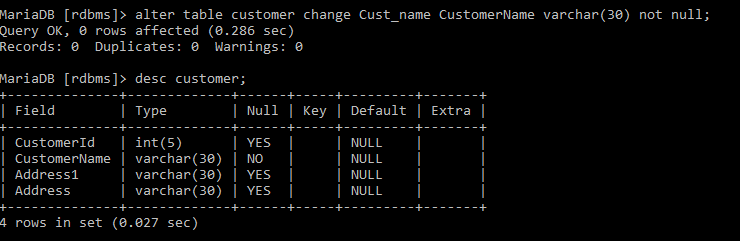 MariaDB [rdbms]> alter table customer change Cust_name CustomerName varchar(30) not null;
Query OK, 0 rows affected (0.286 sec)
Records: 0  Duplicates: 0  Warnings: 0
MariaDB [rdbms]> desc customer;
+--------------+-------------+------+-----+---------+-------+
| Field        | Type        | Null | Key | Default | Extra |
+--------------+-------------+------+-----+---------+-------+
| CustomerId   | int(5)      | YES  |     | NULL    |       |
| CustomerName | varchar(30) | NO   |     | NULL    |       |
| Address1     | varchar(30) | YES  |     | NULL    |       |
| Address      | varchar(30) | YES  |     | NULL    |       |
+--------------+-------------+------+-----+---------+-------+
4 rows in set (0.027 sec)